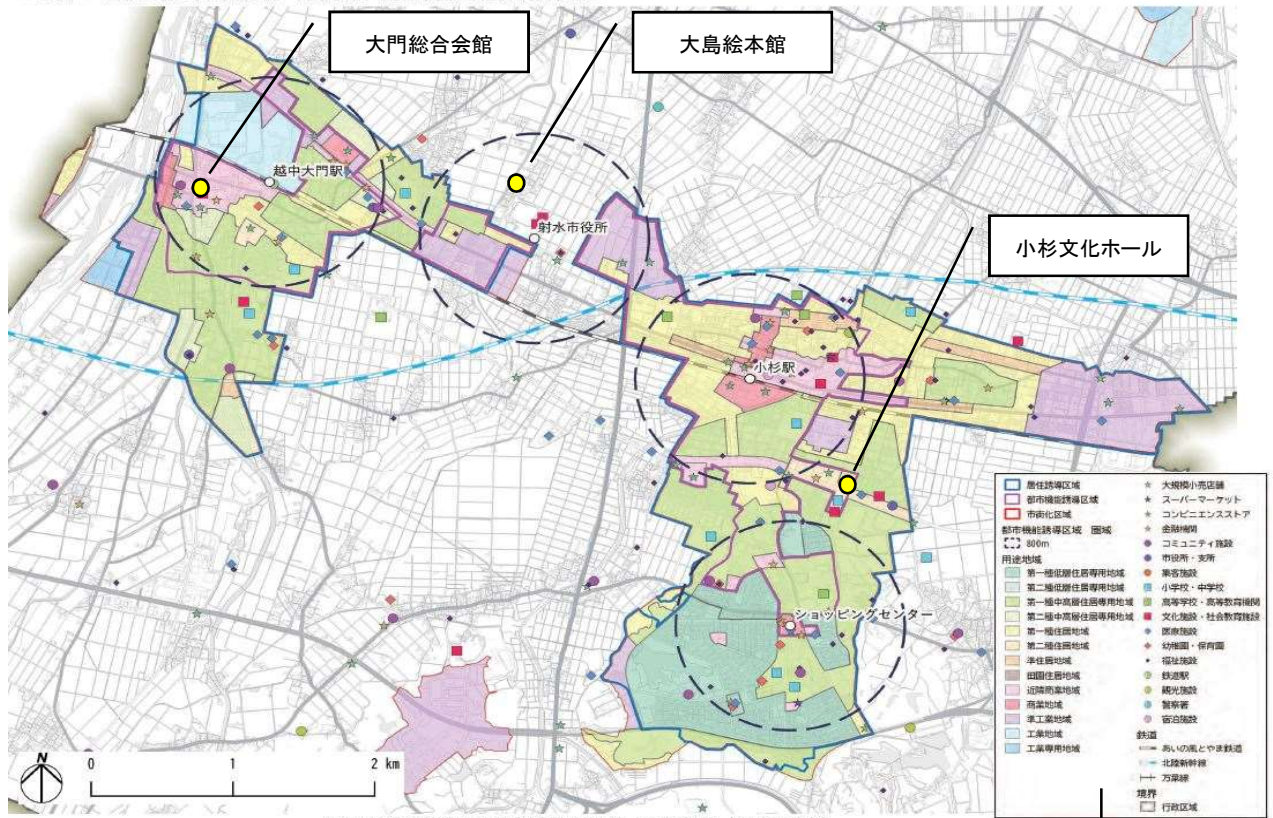 大門総合会館
大島絵本館
越中大門駅
射水市役所
小杉文化ホール
小杉駅
ショッピングセンター
N
0 1 2 km
居住誘導区域
都市機能誘導区域
市街化区域
都市機能誘導区域 圏域
800m
用途地域
第一種低層住居専用地域
第二種低層住居専用地域
第一種中高層住居専用地域
第二種中高層住居専用地域
第一種住居地域
第二種住居地域
準住居地域
田園住居地域
近隣商業地域
商業地域
準工業地域
工業地域
工業専用地域
大規模小売店舗
スーパーマーケット
コンビニエンスストア
金融機関
コミュニティ施設
市役所・支所
集客施設
小学校・中学校
高等学校・高等教育機関
文化施設・社会教育施設
医療施設
幼稚園・保育園
福祉施設
鉄道駅
観光施設
警察署
宿泊施設
鉄道
あいの風とやま鉄道
北陸新幹線
万葉線
境界
行政区域